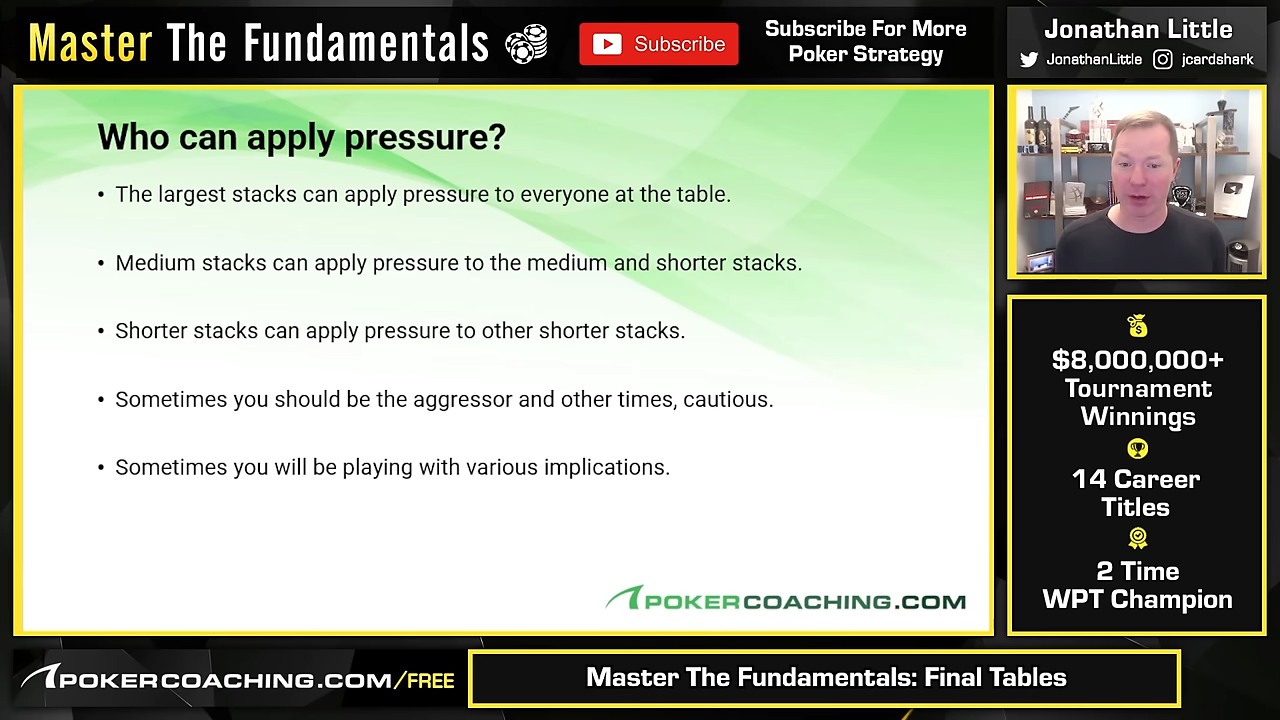 Master The Fundamentals
Subscribe
Subscribe For More
Poker Strategy
Jonathan Little
JonathanLittle jcardshark
Who can apply pressure?
• The largest stacks can apply pressure to everyone at the table.
• Medium stacks can apply pressure to the medium and shorter stacks.
• Shorter stacks can apply pressure to other shorter stacks.
• Sometimes you should be the aggressor and other times, cautious.
• Sometimes you will be playing with various implications.
POKERCOACHING.COM
$8,000,000+
Tournament
Winnings
14 Career
Titles
2 Time
WPT Champion
POKERCOACHING.COM/FREE
Master The Fundamentals: Final Tables